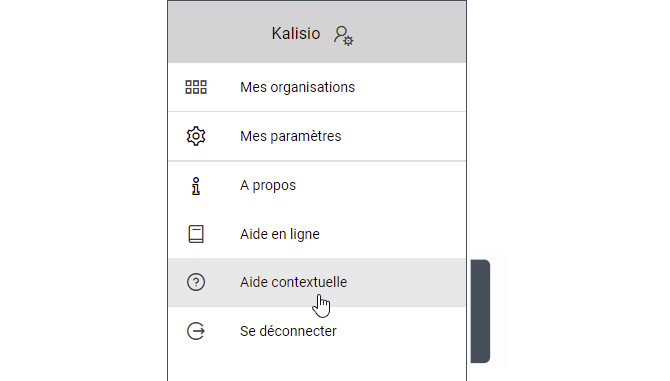 Kalisio
Mes organisations
Mes paramètres
A propos
Aide en ligne
Aide contextuelle
Se déconnecter